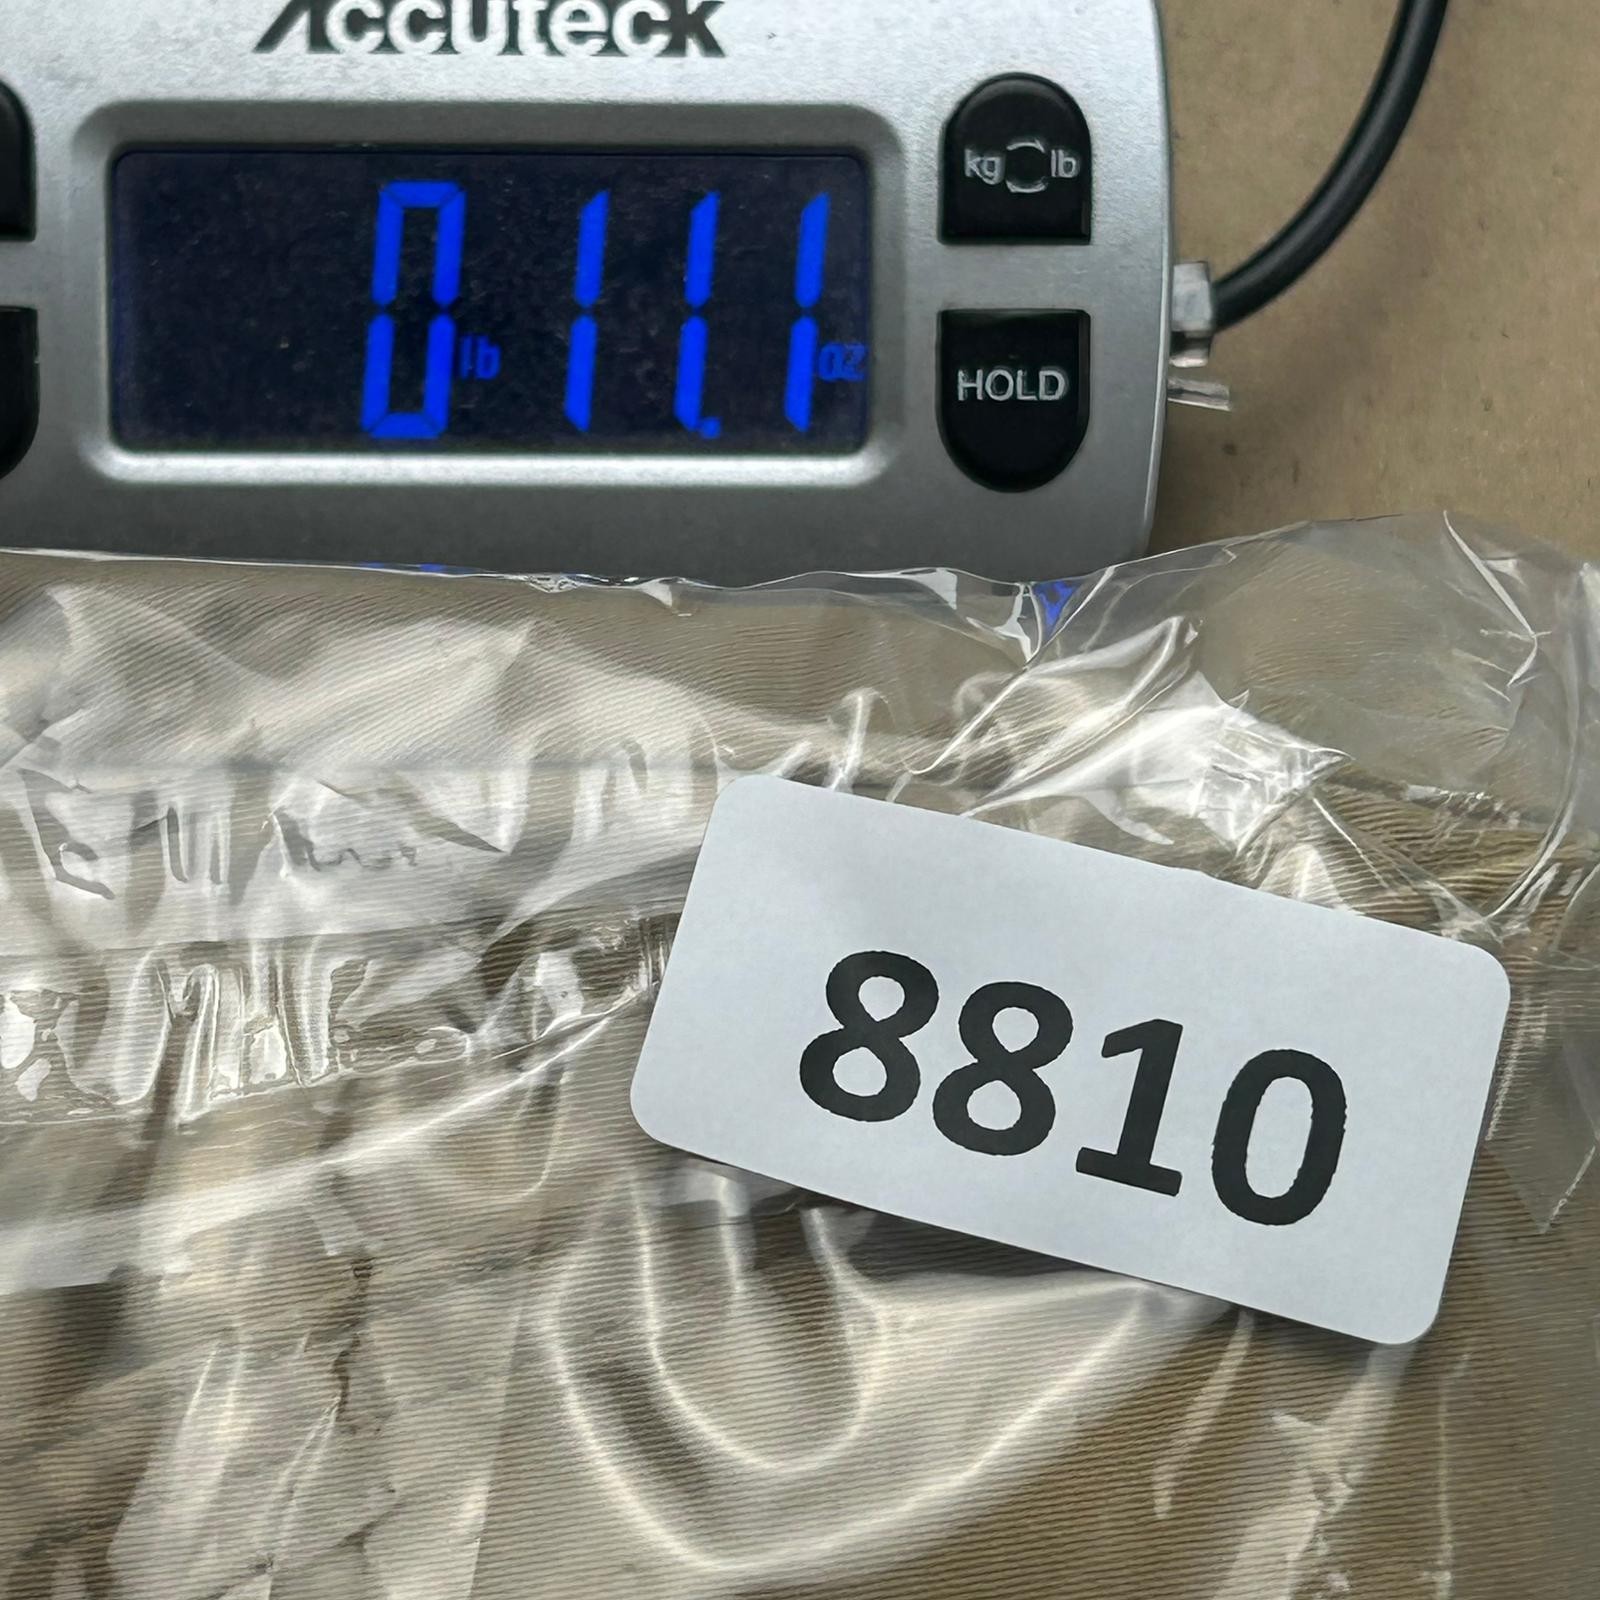 Accuteck
kg lb
0 lb 11.1 oz
HOLD
8810